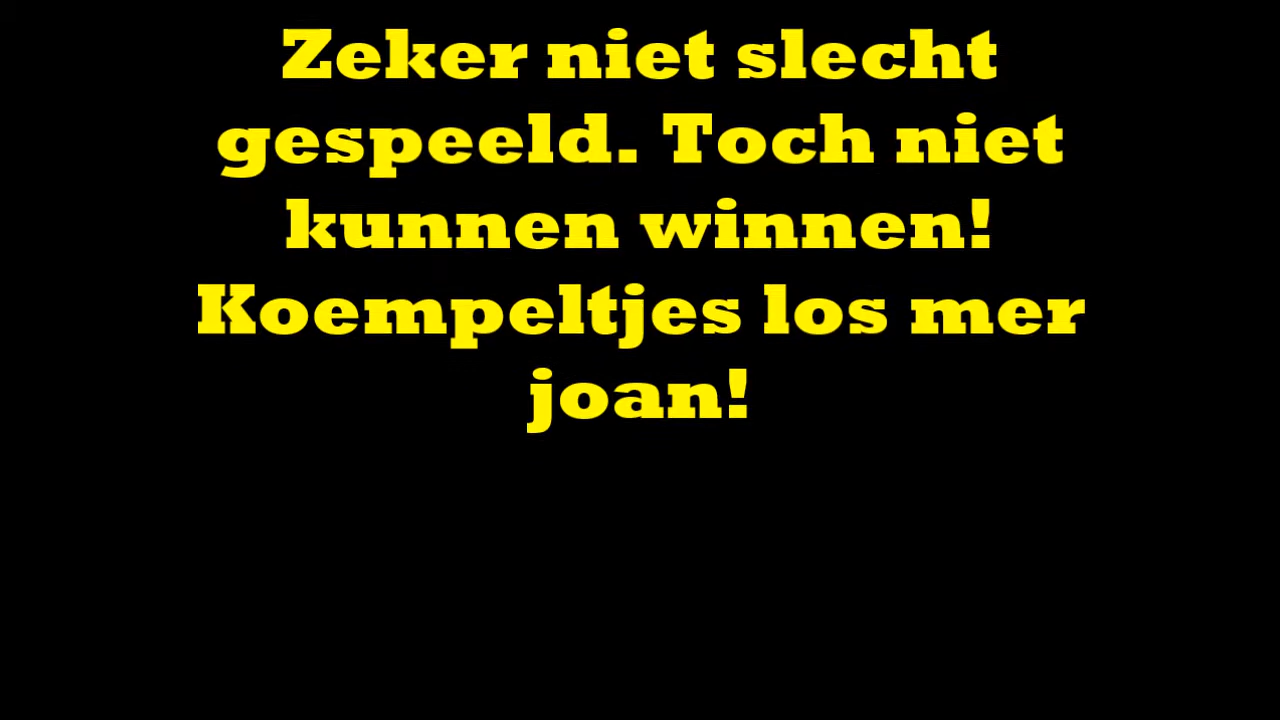 Zeker niet slecht
gespeeld. Toch niet
kunnen winnen!
Koempeltjes los mer
joan!